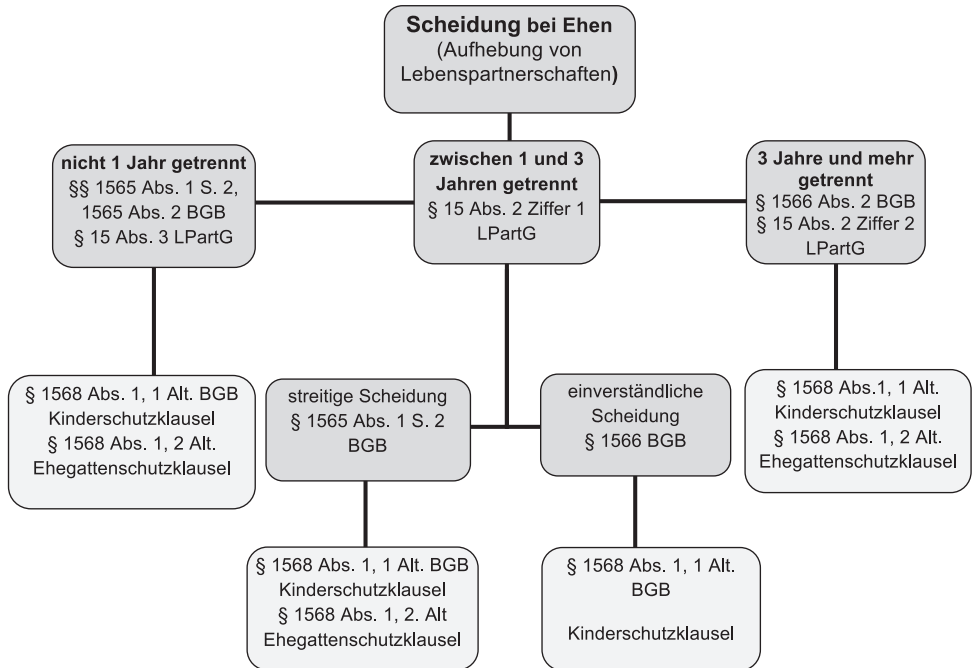 Scheidung bei Ehen
(Aufhebung von
Lebenspartnerschaften)
nicht 1 Jahr getrennt
§§ 1565 Abs. 1 S. 2,
1565 Abs. 2 BGB
§ 15 Abs. 3 LPartG
zwischen 1 und 3
Jahren getrennt
§ 15 Abs. 2 Ziffer 1
LPartG
3 Jahre und mehr
getrennt
§ 1566 Abs. 2 BGB
§ 15 Abs. 2 Ziffer 2
LPartG
§ 1568 Abs. 1, 1 Alt. BGB
Kinderschutzklausel
§ 1568 Abs. 1, 2 Alt.
Ehegattenschutzklausel
streitige Scheidung
§ 1565 Abs. 1 S. 2
BGB
einverständliche
Scheidung
§ 1566 BGB
§ 1568 Abs.1, 1 Alt.
Kinderschutzklausel
§ 1568 Abs. 1, 2 Alt.
Ehegattenschutzklausel
§ 1568 Abs. 1, 1 Alt. BGB
Kinderschutzklausel
§ 1568 Abs. 1, 2. Alt
Ehegattenschutzklausel
§ 1568 Abs. 1, 1 Alt.
BGB
Kinderschutzklausel